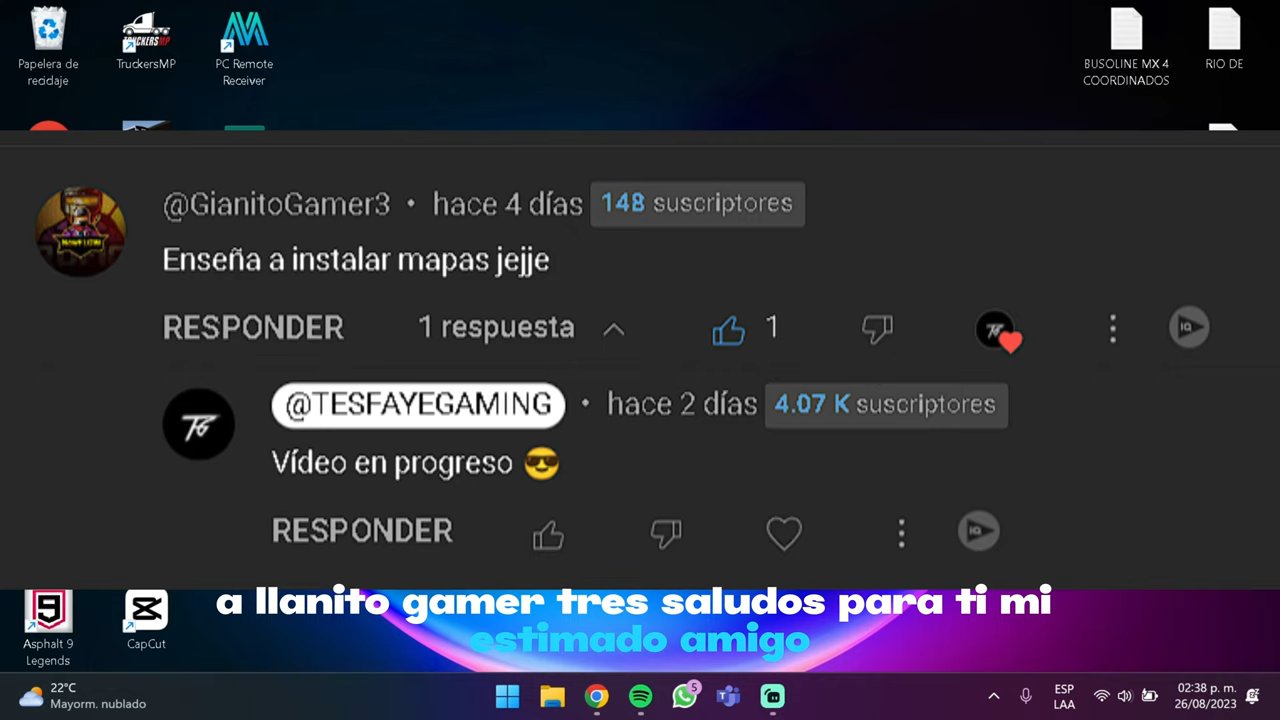 Papelera de
reciclaje
TruckersMP
PC Remote
Receiver
BUSOLINE MX 4
COORDINADOS
RIO DE
@GianitoGamer3 • hace 4 días 148 suscriptores
Enseña a instalar mapas jejje
RESPONDER 1 respuesta 1
@TESFAYEGAMING • hace 2 días 4.07 K suscriptores
Vídeo en progreso 😎
RESPONDER
a llanito gamer tres saludos para ti mi
estimado amigo
Asphalt 9
Legends
CapCut
22°C
Mayorm. nublado
5
ESP
LAA
02:38 p. m.
26/08/2023